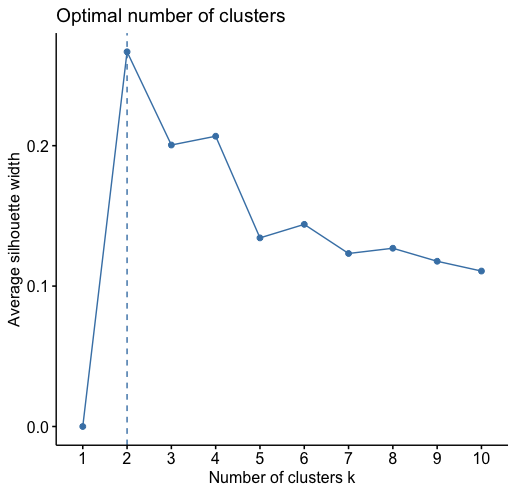 Optimal number of clusters
Average silhouette width
0.2
0.1
0.0
1 2 3 4 5 6 7 8 9 10
Number of clusters k